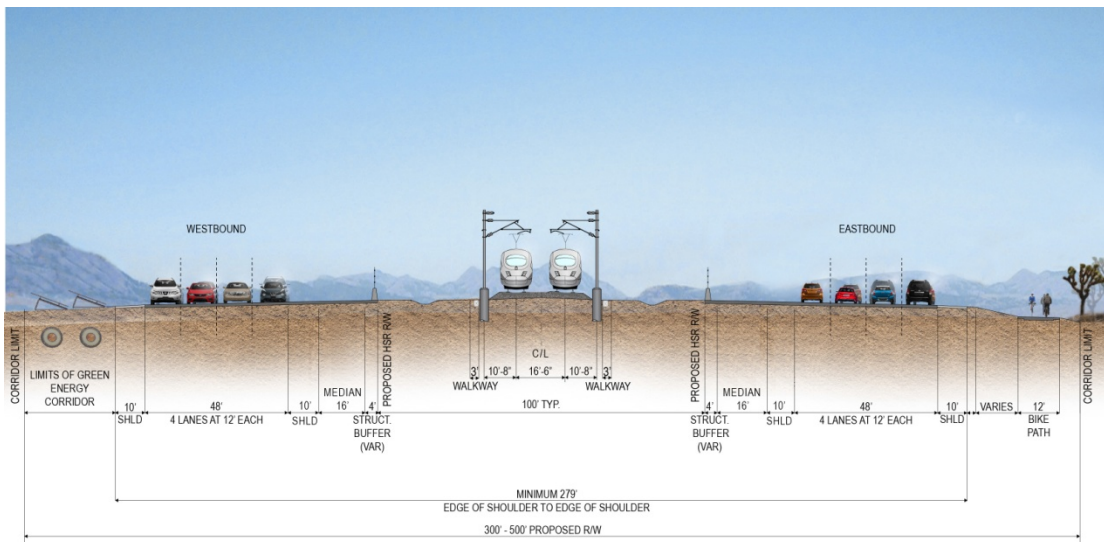 WESTBOUND
EASTBOUND
CORRIDOR LIMIT
LIMITS OF GREEN
ENERGY
CORRIDOR
10'
SHLD
48'
4 LANES AT 12' EACH
10'
SHLD
MEDIAN
16'
4'
STRUCT.
BUFFER
(VAR)
PROPOSED HSR R/W
C/L
3'
10'-8"
16'-6"
10'-8"
3'
WALKWAY
WALKWAY
100' TYP.
PROPOSED HSR R/W
4'
STRUCT.
BUFFER
(VAR)
MEDIAN
16'
10'
SHLD
48'
4 LANES AT 12' EACH
10'
SHLD
VARIES
12'
BIKE
PATH
CORRIDOR LIMIT
MINIMUM 279'
EDGE OF SHOULDER TO EDGE OF SHOULDER
300' - 500' PROPOSED R/W